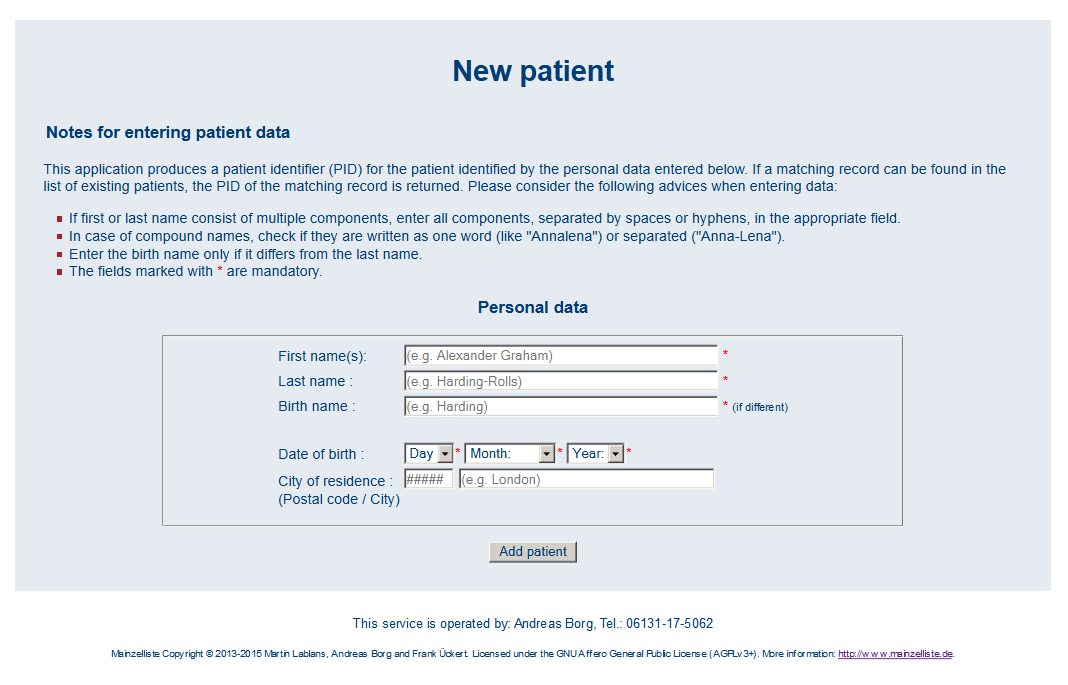 New patient
Notes for entering patient data
This application produces a patient identifier (PID) for the patient identified by the personal data entered below. If a matching record can be found in the
list of existing patients, the PID of the matching record is returned. Please consider the following advices when entering data:
If first or last name consist of multiple components, enter all components, separated by spaces or hyphens, in the appropriate field.
In case of compound names, check if they are written as one word (like "Annalena") or separated ("Anna-Lena").
Enter the birth name only if it differs from the last name.
The fields marked with * are mandatory.
Personal data
First name(s): (e.g. Alexander Graham) *
Last name : (e.g. Harding-Rolls) *
Birth name : (e.g. Harding) * (if different)
Date of birth : Day * Month: * Year: *
City of residence : ##### (e.g. London)
(Postal code / City)
Add patient
This service is operated by: Andreas Borg, Tel.: 06131-17-5062
Mainzelliste Copyright © 2013-2015 Martin Lablans, Andreas Borg and Frank Ückert. Licensed under the GNU Affero General Public License (AGPLv3+). More information: http://www.mainzelliste.de.